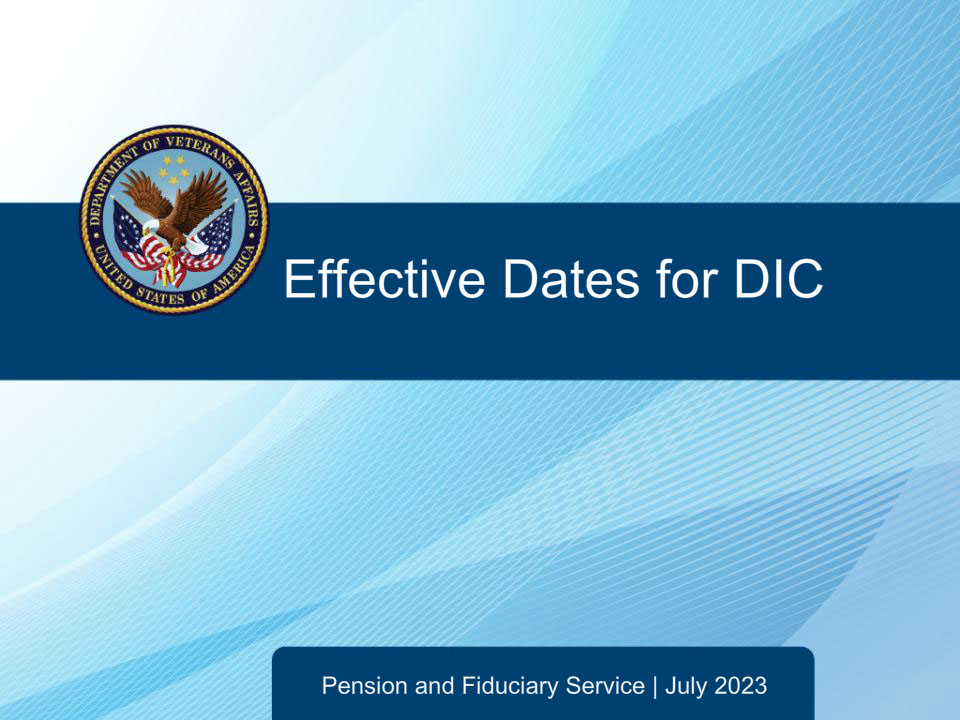 DEPARTMENT OF VETERANS AFFAIRS
UNITED STATES OF AMERICA
Effective Dates for DIC
Pension and Fiduciary Service | July 2023